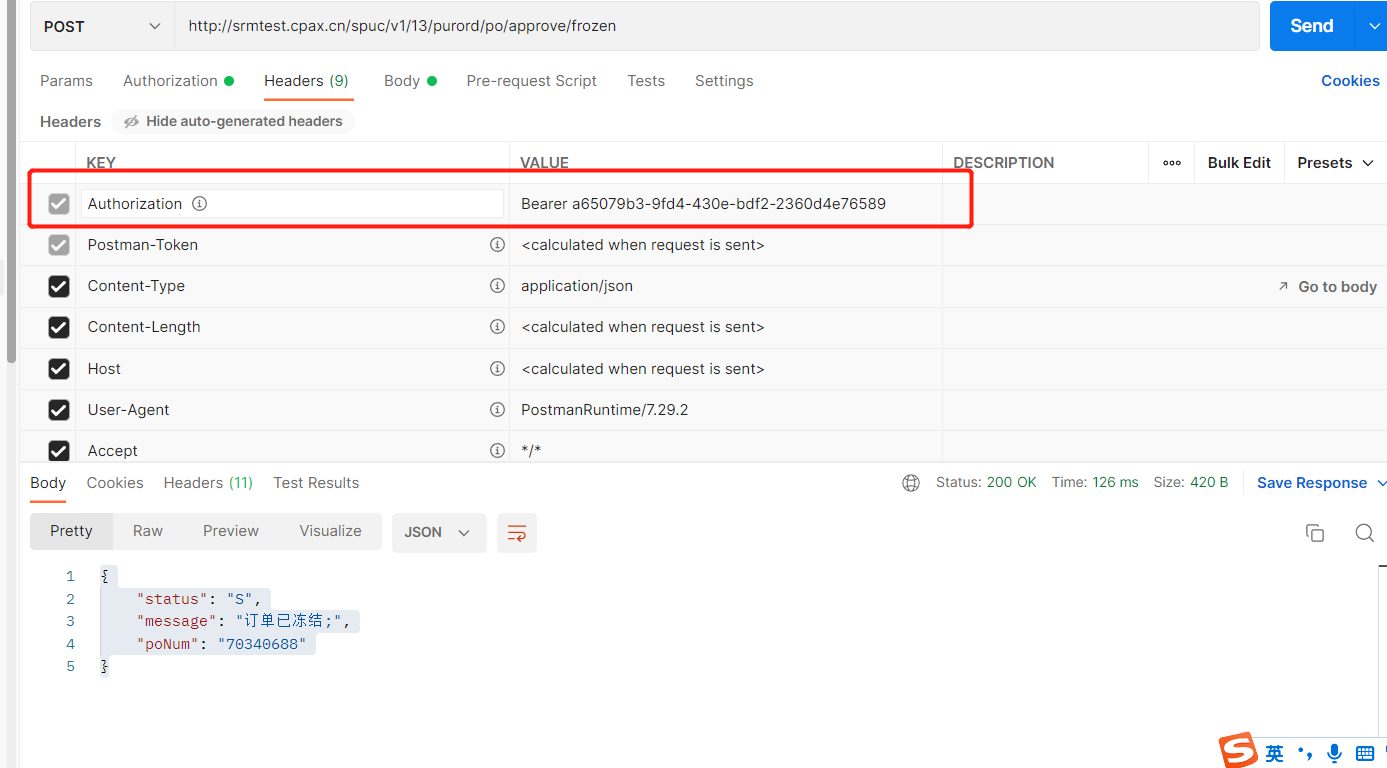 POST http://srmtest.cpax.cn/spuc/v1/13/purord/po/approve/frozen Send
Params Authorization Headers (9) Body Pre-request Script Tests Settings Cookies
Headers Hide auto-generated headers
KEY VALUE DESCRIPTION ooo Bulk Edit Presets
Authorization Bearer a65079b3-9fd4-430e-bdf2-2360d4e76589
Postman-Token <calculated when request is sent>
Content-Type application/json Go to body
Content-Length <calculated when request is sent>
Host <calculated when request is sent>
User-Agent PostmanRuntime/7.29.2
Accept */*
Body Cookies Headers (11) Test Results Status: 200 OK Time: 126 ms Size: 420 B Save Response
Pretty Raw Preview Visualize JSON
1 {
2 "status": "S",
3 "message": "订单已冻结;",
4 "poNum": "70340688"
5 }
S 英